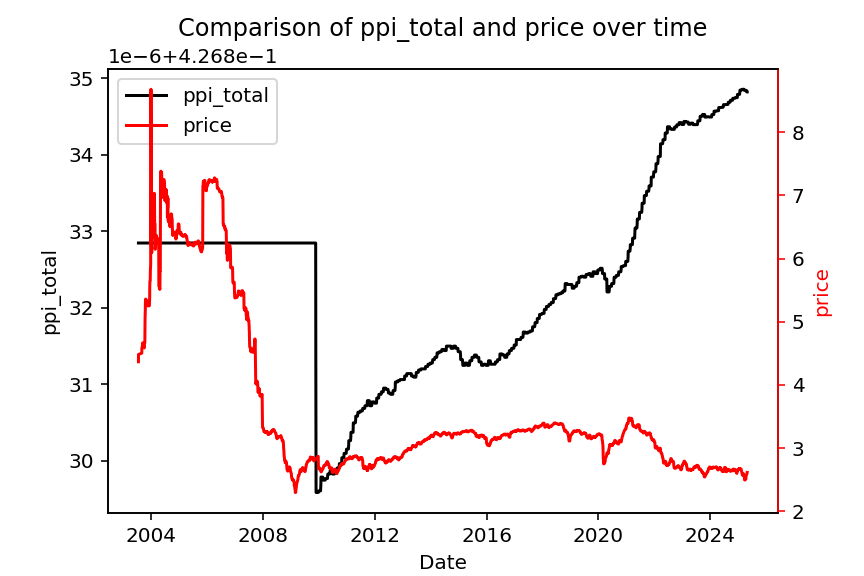 Comparison of ppi_total and price over time
1e−6+4.268e−1
ppi_total
price
35
34
33
32
31
30
ppi_total
8
7
6
5
4
3
2
price
2004
2008
2012
2016
2020
2024
Date